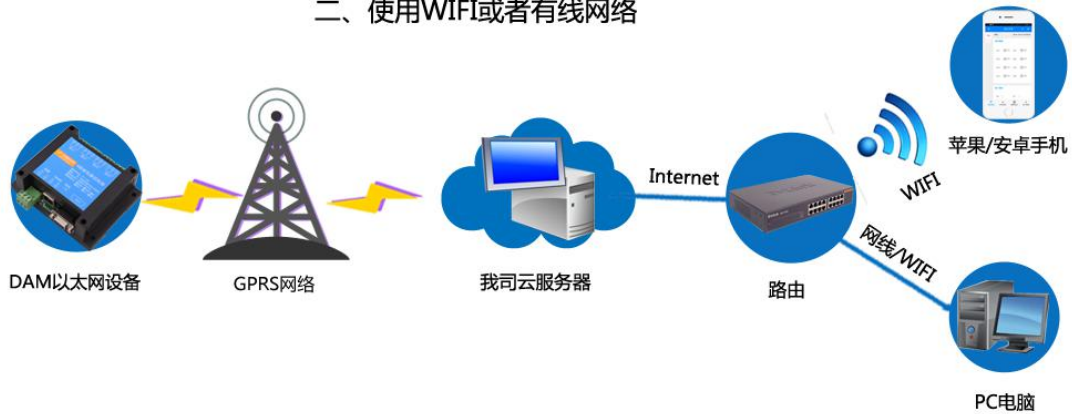 二、使用WIFI或者有线网络
苹果/安卓手机
Internet
WIFI
网线/WIFI
DAM以太网设备
GPRS网络
我司云服务器
路由
PC电脑